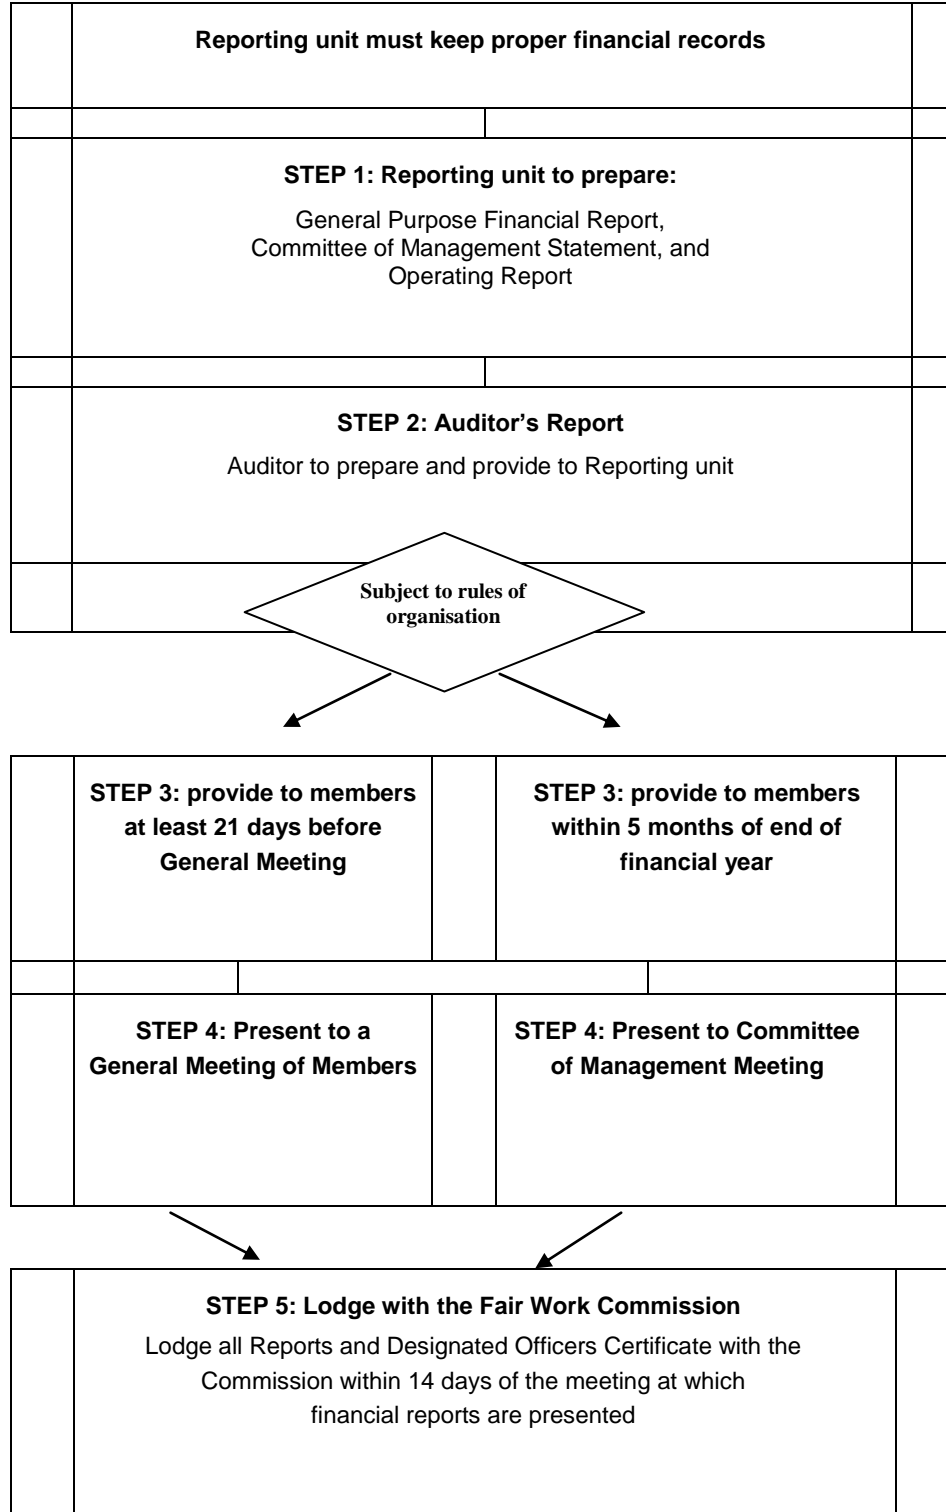 Reporting unit must keep proper financial records
STEP 1: Reporting unit to prepare:
General Purpose Financial Report,
Committee of Management Statement, and
Operating Report
STEP 2: Auditor’s Report
Auditor to prepare and provide to Reporting unit
Subject to rules of
organisation
STEP 3: provide to members
at least 21 days before
General Meeting
STEP 3: provide to members
within 5 months of end of
financial year
STEP 4: Present to a
General Meeting of Members
STEP 4: Present to Committee
of Management Meeting
STEP 5: Lodge with the Fair Work Commission
Lodge all Reports and Designated Officers Certificate with the
Commission within 14 days of the meeting at which
financial reports are presented